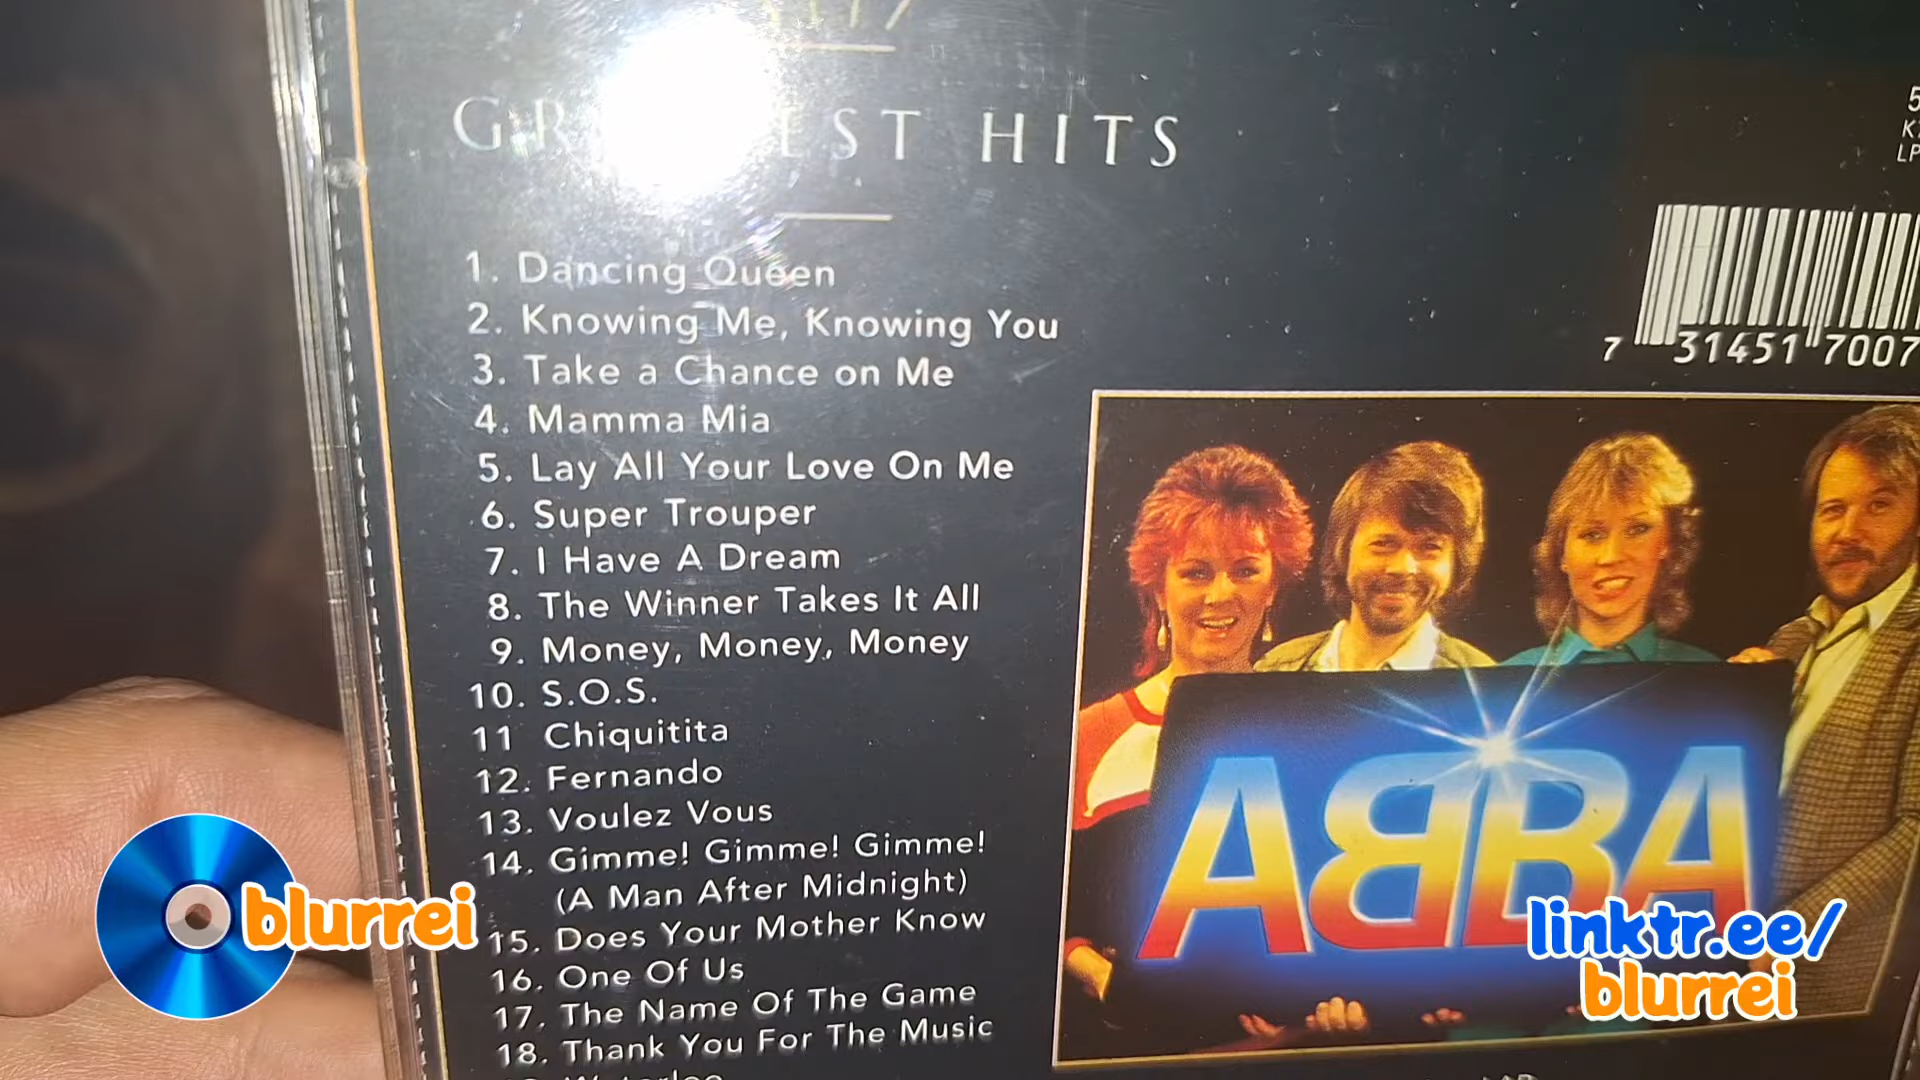 GREATEST HITS
1. Dancing Queen
2. Knowing Me, Knowing You
3. Take a Chance on Me
4. Mamma Mia
5. Lay All Your Love On Me
6. Super Trouper
7. I Have A Dream
8. The Winner Takes It All
9. Money, Money, Money
10. S.O.S.
11 Chiquitita
12. Fernando
13. Voulez Vous
14. Gimme! Gimme! Gimme!
(A Man After Midnight)
15. Does Your Mother Know
16. One Of Us
17. The Name Of The Game
18. Thank You For The Music
LP
7 31451 7007
ABBA
blurrei
linktr.ee/
blurrei